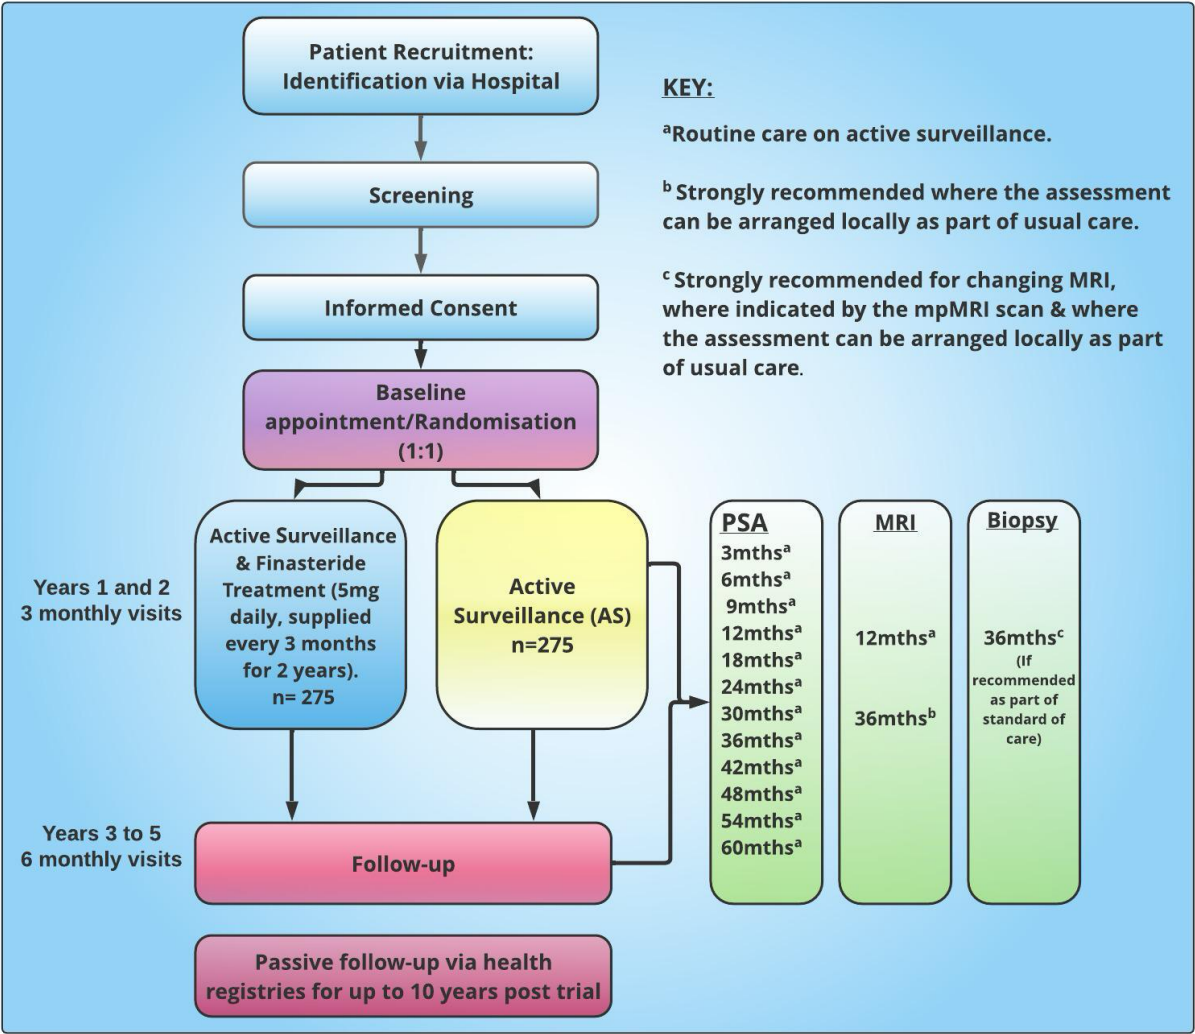 Patient Recruitment:
Identification via Hospital
Screening
Informed Consent
Baseline
appointment/Randomisation
(1:1)
KEY:
ᵃRoutine care on active surveillance.
ᵇ Strongly recommended where the assessment
can be arranged locally as part of usual care.
ᶜ Strongly recommended for changing MRI,
where indicated by the mpMRI scan & where
the assessment can be arranged locally as part
of usual care.
Years 1 and 2
3 monthly visits
Active Surveillance
& Finasteride
Treatment (5mg
daily, supplied
every 3 months
for 2 years).
n= 275
Active
Surveillance (AS)
n=275
PSA
3mthsᵃ
6mthsᵃ
9mthsᵃ
12mthsᵃ
18mthsᵃ
24mthsᵃ
30mthsᵃ
36mthsᵃ
42mthsᵃ
48mthsᵃ
54mthsᵃ
60mthsᵃ
MRI
12mthsᵃ
36mthsᵇ
Biopsy
36mthsᶜ
(If
recommended
as part of
standard of
care)
Years 3 to 5
6 monthly visits
Follow-up
Passive follow-up via health
registries for up to 10 years post trial